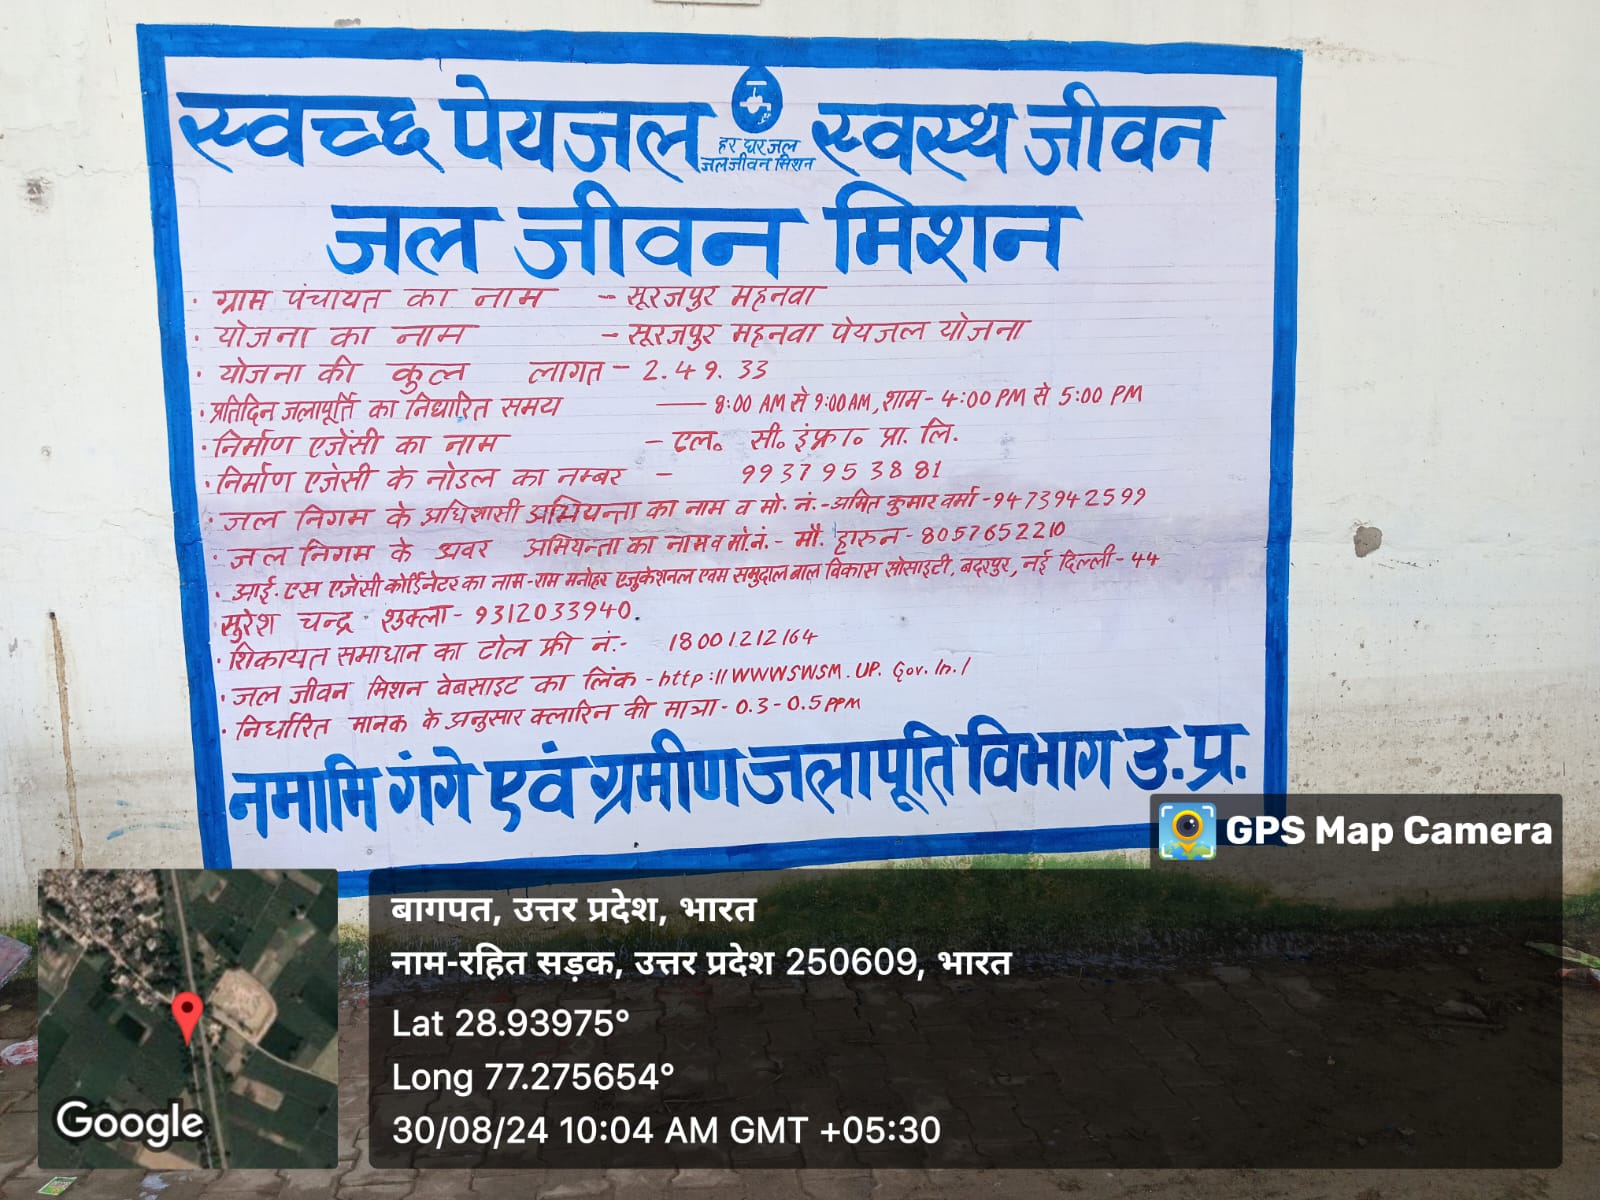 स्वच्छ पेयजल स्वस्थ जीवन
हर घर जल
जल जीवन मिशन
जल जीवन मिशन
· ग्राम पंचायत का नाम - सूरजपुर महनवा
· योजना का नाम - सूरजपुर महनवा पेयजल योजना
· योजना की कुल लागत - 2.49.33
· प्रतिदिन जलापूर्ति का निर्धारित समय — 8:00 AM से 9:00 AM, शाम - 4:00 PM से 5:00 PM
· निर्माण एजेंसी का नाम - एल० सी० इंफ्रा० प्रा. लि.
· निर्माण एजेसी के नोडल का नम्बर - 9937953881
· जल निगम के अधिशासी अभियन्ता का नाम व मो. नं. - अमित कुमार वर्मा - 9473942599
· जल निगम के अवर अभियन्ता का नाम व मो.नं. - मौ. हारुन - 8057652210
· आई. एस एजेंसी कोर्डिनेटर का नाम - राम मनोहर एजुकेशनल एवम समुदाल बाल विकास सोसाइटी, बदरपुर, नई दिल्ली - 44
सुरेश चन्द्र शुक्ला - 9312033940.
· शिकायत समाधान का टोल फ्री नं:- 18001212164
· जल जीवन मिशन वेबसाइट का लिंक - http://WWWSWSM.UP.Gov.In./
· निर्धारित मानक के अनुसार क्लारिन की मात्रा - 0.3 - 0.5 PPM
नमामि गंगे एवं ग्रमीण जलापूति विभाग उ.प्र.
GPS Map Camera
बागपत, उत्तर प्रदेश, भारत
नाम-रहित सड़क, उत्तर प्रदेश 250609, भारत
Lat 28.93975°
Long 77.275654°
30/08/24 10:04 AM GMT +05:30
Google